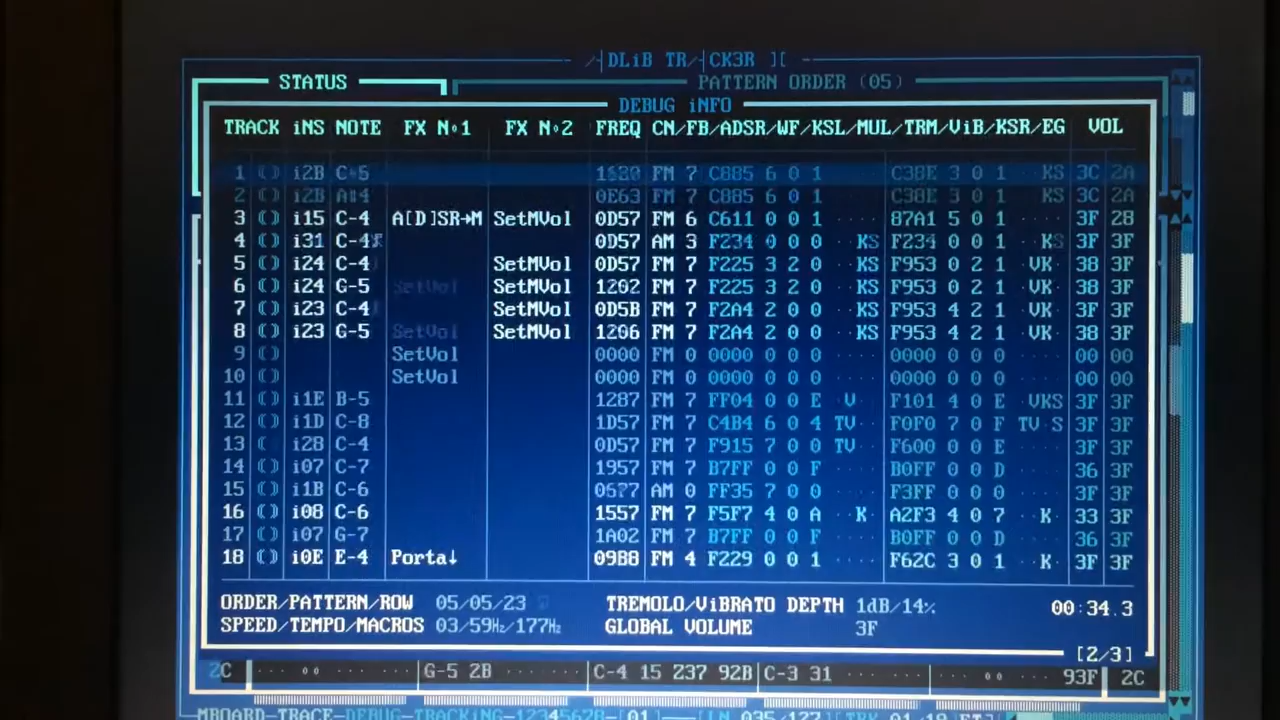 DLiB TR/-|CK3R ][
STATUS
PATTERN ORDER (05)
DEBUG iNFO
TRACK iNS NOTE FX №1 FX №2 FREQ CN/FB/ADSR/WF/KSL/MUL/TRM/ViB/KSR/EG VOL
1 i2B FM 7 C885 6 0 1 C38E 3 0 1 KS 3C 2A
2 i2B 0E63 FM 7 C885 6 0 1 C38E 3 0 1 KS 3C 2A
3 i15 C-4 A[D]SR→M SetMVol 0D57 FM 6 C611 0 0 1 ···· 87A1 5 0 1 ···· 3F 28
4 i31 C-4 0D57 AM 3 F234 0 0 0 ··KS F234 0 0 1 ··KS 3F 3F
5 i24 C-4 SetMVol 0D57 FM 7 F225 3 2 0 ··KS F953 0 2 1 ·VK· 38 3F
6 i24 G-5 SetVol SetMVol 1202 FM 7 F225 3 2 0 ··KS F953 0 2 1 ·VK· 38 3F
7 i23 C-4 SetMVol 0D5B FM 7 F2A4 2 0 0 ··KS F953 4 2 1 ·VK· 38 3F
8 i23 G-5 SetVol SetMVol 1206 FM 7 F2A4 2 0 0 ··KS F953 4 2 1 ·VK· 38 3F
9 SetVol 0000 FM 0 0000 0 0 0 ···· 0000 0 0 0 ···· 00 00
10 SetVol 0000 FM 0 0000 0 0 0 ···· 0000 0 0 0 ···· 00 00
11 i1E B-5 1287 FM 7 FF04 0 0 E ·V·· F101 4 0 E ·VKS 3F 3F
12 i1D C-8 1D57 FM 7 C4B4 6 0 4 TV·· F0F0 7 0 F TV·S 3F 3F
13 i28 C-4 0D57 FM 7 F915 7 0 0 TV·· F600 0 0 E ···· 3F 3F
14 i07 C-7 1957 FM 7 B7FF 0 0 F ···· B0FF 0 0 D ···· 36 3F
15 i1B C-6 AM 0 FF35 7 0 0 ···· F3FF 0 0 0 ···· 3F 3F
16 i08 C-6 1557 FM 7 F5F7 4 0 A ··K· A2F3 4 0 7 ··K· 33 3F
17 i07 G-7 1A02 FM 7 B7FF 0 0 F ···· B0FF 0 0 D ···· 36 3F
18 i0E E-4 Porta↓ 09B8 FM 4 F229 0 0 1 ···· F62C 3 0 1 ··K· 3F 3F
ORDER/PATTERN/ROW 05/05/23 TREMOLO/ViBRATO DEPTH 1dB/14% 00:34.3
SPEED/TEMPO/MACROS 03/59Hz/177Hz GLOBAL VOLUME 3F
[2/3]
2C G-5 2B C-4 15 237 92B C-3 31 93F 2C